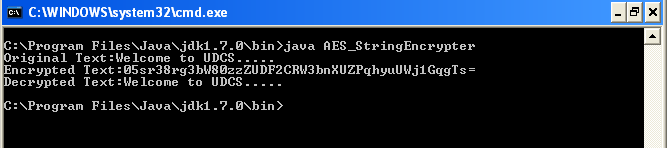 C:\WINDOWS\system32\cmd.exe
C:\Program Files\Java\jdk1.7.0\bin>java AES_StringEncrypter
Original Text:Welcome to UDCS.....
Encrypted Text:05sr38rg3bW80zzZUDF2CRW3bnXUZPqhyuUWj1GqgTs=
Decrypted Text:Welcome to UDCS.....
C:\Program Files\Java\jdk1.7.0\bin>